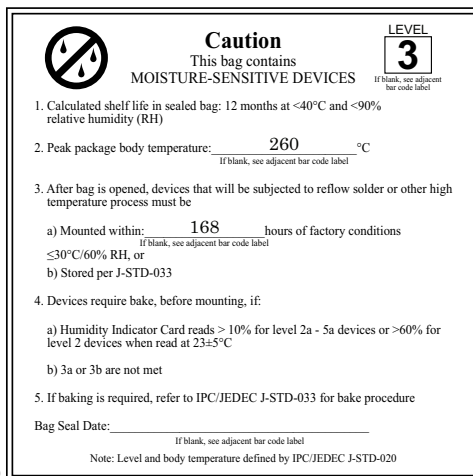 Caution
This bag contains
MOISTURE-SENSITIVE DEVICES
LEVEL
3
If blank, see adjacent
bar code label
1. Calculated shelf life in sealed bag: 12 months at <40°C and <90%
relative humidity (RH)
2. Peak package body temperature: 260 °C
If blank, see adjacent bar code label
3. After bag is opened, devices that will be subjected to reflow solder or other high
temperature process must be
a) Mounted within: 168 hours of factory conditions
If blank, see adjacent bar code label
≤30°C/60% RH, or
b) Stored per J-STD-033
4. Devices require bake, before mounting, if:
a) Humidity Indicator Card reads > 10% for level 2a - 5a devices or >60% for
level 2 devices when read at 23±5°C
b) 3a or 3b are not met
5. If baking is required, refer to IPC/JEDEC J-STD-033 for bake procedure
Bag Seal Date:
If blank, see adjacent bar code label
Note: Level and body temperature defined by IPC/JEDEC J-STD-020